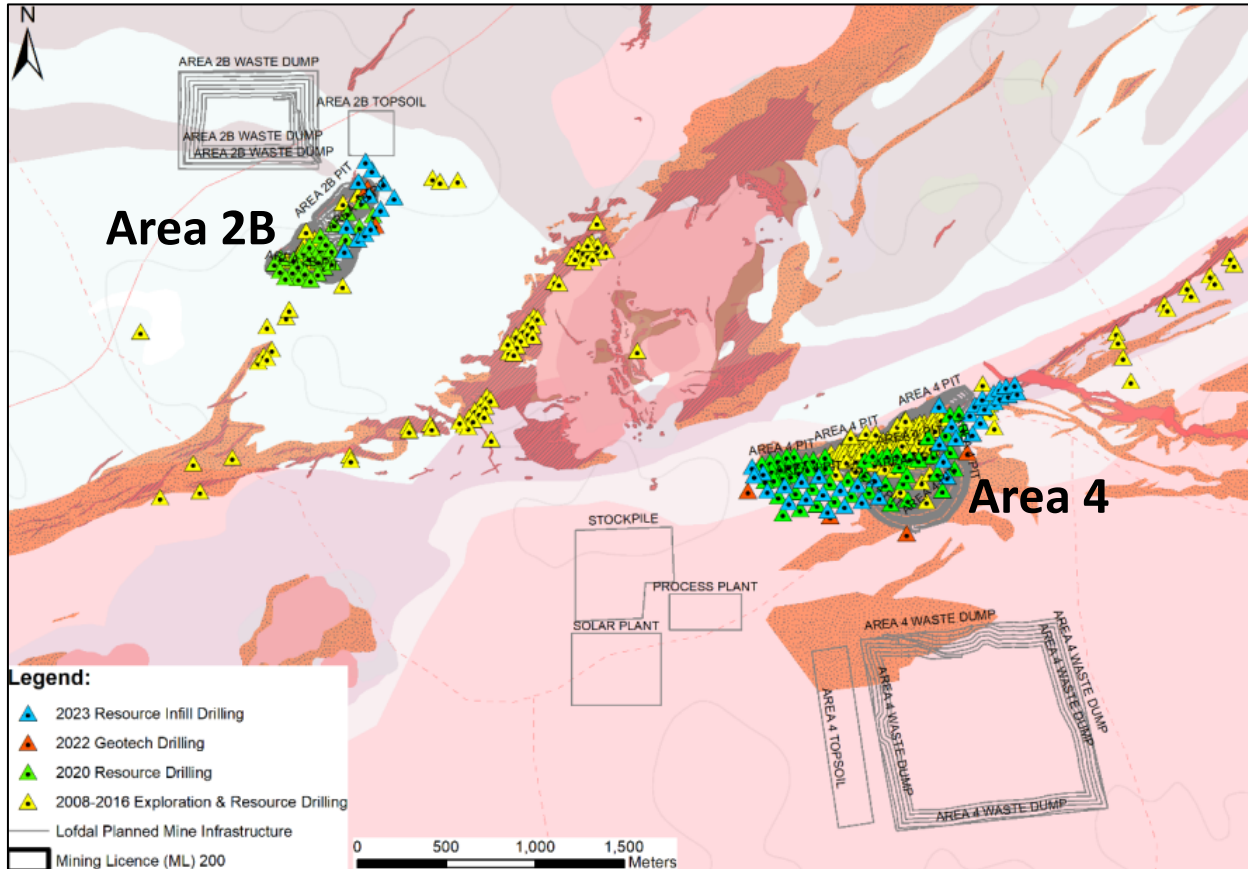 N
AREA 2B WASTE DUMP
AREA 2B TOPSOIL
AREA 2B WASTE DUMP
AREA 2B WASTE DUMP
AREA 2B PIT
Area 2B
AREA 4 PIT
AREA 4 PIT
AREA 4 PIT
Area 4
STOCKPILE
PROCESS PLANT
SOLAR PLANT
AREA 4 WASTE DUMP
AREA 4 WASTE DUMP
AREA 4 WASTE DUMP
AREA 4 WASTE DUMP
AREA 4 TOPSOIL
AREA 4 WASTE DUMP
Legend:
2023 Resource Infill Drilling
2022 Geotech Drilling
2020 Resource Drilling
2008-2016 Exploration & Resource Drilling
Lofdal Planned Mine Infrastructure
Mining Licence (ML) 200
0 500 1,000 1,500
Meters